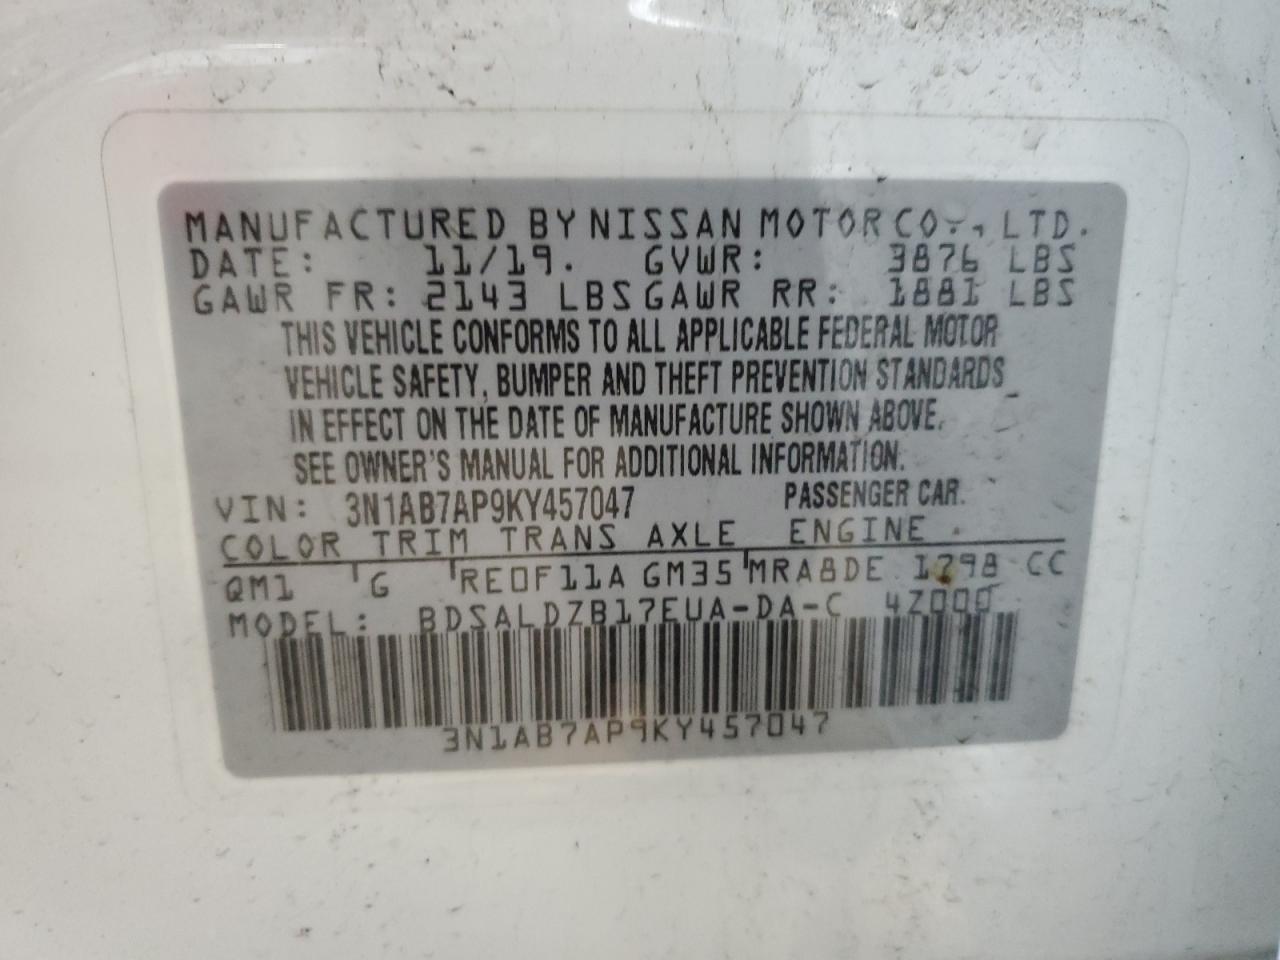 MANUFACTURED BY NISSAN MOTOR CO., LTD.
DATE: 11/19. GVWR: 3876 LBS
GAWR FR: 2143 LBS GAWR RR: 1881 LBS
THIS VEHICLE CONFORMS TO ALL APPLICABLE FEDERAL MOTOR
VEHICLE SAFETY, BUMPER AND THEFT PREVENTION STANDARDS
IN EFFECT ON THE DATE OF MANUFACTURE SHOWN ABOVE.
SEE OWNER'S MANUAL FOR ADDITIONAL INFORMATION.
VIN: 3N1AB7AP9KY457047 PASSENGER CAR.
COLOR TRIM TRANS AXLE ENGINE
QM1 G RE0F11A GM35 MRA8DE 1798 CC
MODEL: BDSALDZB17EUA-DA-C 4Z000
3N1AB7AP9KY457047